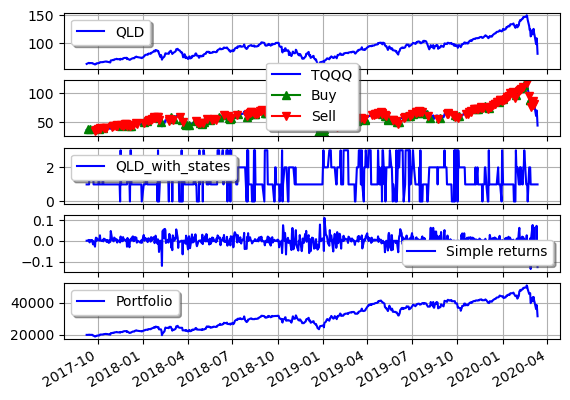 150
QLD
100
TQQQ
100
Buy
Sell
50
QLD_with_states
2
0
0.1
0.0
Simple returns
−0.1
Portfolio
40000
20000
2017-10 2018-01 2018-04 2018-07 2018-10 2019-01 2019-04 2019-07 2019-10 2020-01 2020-04